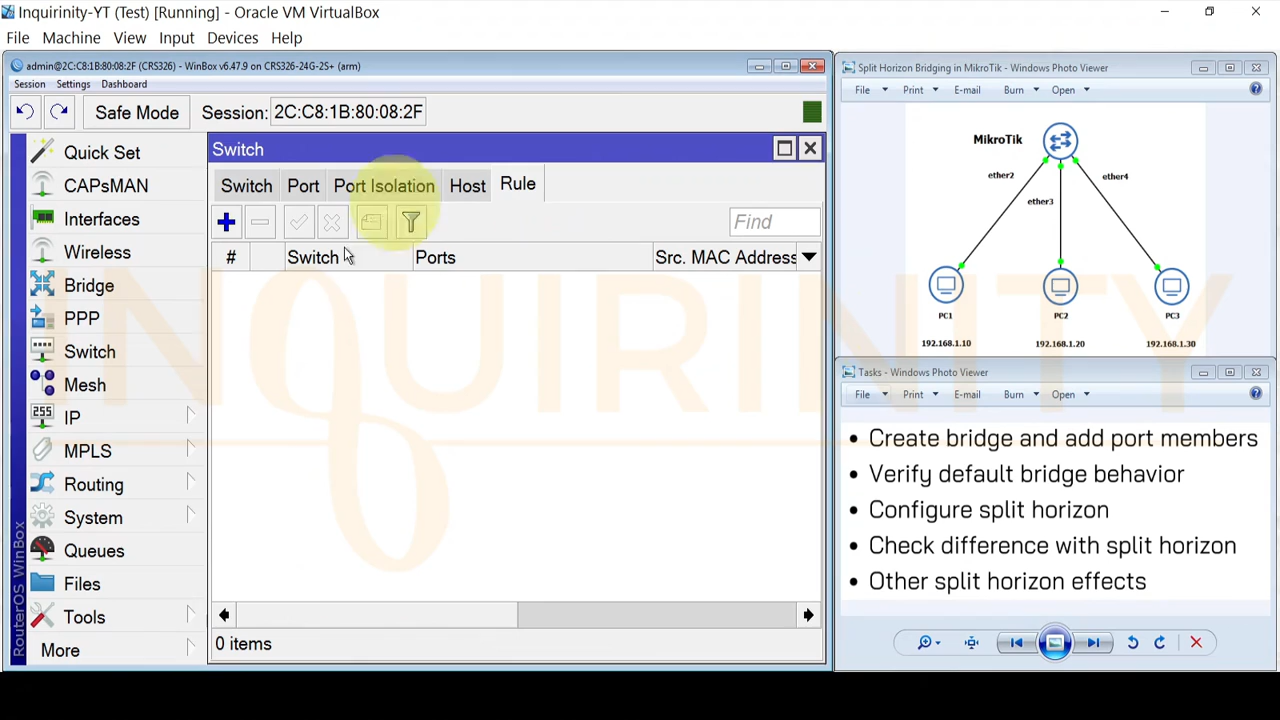 Inquirinity-YT (Test) [Running] - Oracle VM VirtualBox
File Machine View Input Devices Help
admin@2C:C8:1B:80:08:2F (CRS326) - WinBox v6.47.9 on CRS326-24G-2S+ (arm)
Session Settings Dashboard
Safe Mode Session: 2C:C8:1B:80:08:2F
Quick Set
CAPsMAN
Interfaces
Wireless
Bridge
PPP
Switch
Mesh
IP
MPLS
Routing
System
Queues
Files
Tools
More
RouterOS WinBox
255
Switch
Switch Port Port Isolation Host Rule
Find
# Switch Ports Src. MAC Address
0 items
INQUIRINITY
Split Horizon Bridging in MikroTik - Windows Photo Viewer
File Print E-mail Burn Open
MikroTik
ether2
ether3
ether4
PC1 PC2 PC3
192.168.1.10 192.168.1.20 192.168.1.30
Tasks - Windows Photo Viewer
File Print E-mail Burn Open
• Create bridge and add port members
• Verify default bridge behavior
• Configure split horizon
• Check difference with split horizon
• Other split horizon effects